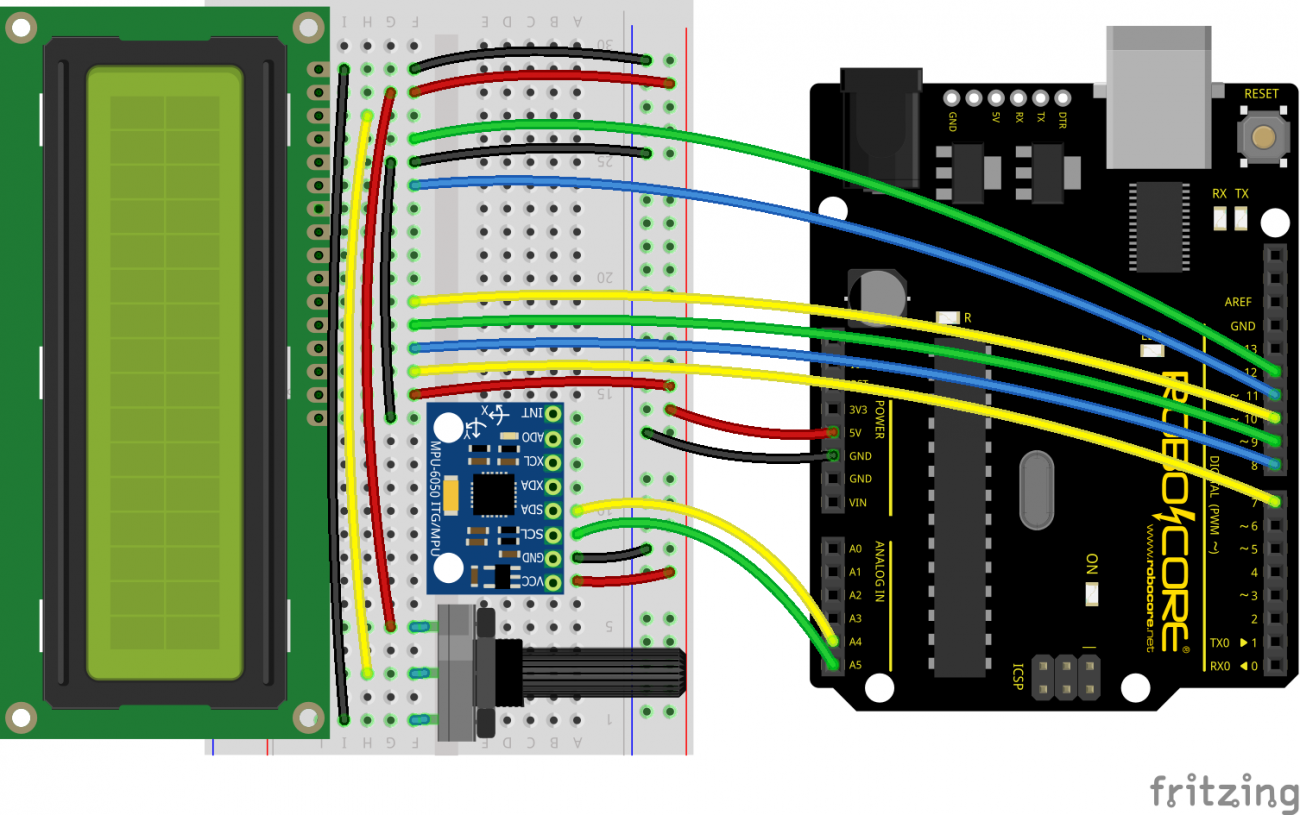 I H G F E D C B A
30
25
20
15
10
5
1
I H G F E D C B A
INT
ADO
XCL
XDA
SDA
SCL
GND
VCC
X
Y
MPU-6050 ITG/MPU
GND 5V RX TX DTR
RESET
RX TX
R
AREF
GND
13
12
~ 11
~ 10
~ 9
8
7
~ 6
~ 5
4
~ 3
2
TX0 ▶ 1
RX0 ◀ 0
3V3
5V
GND
GND
VIN
POWER
A0
A1
A2
A3
A4
A5
ANALOG IN
DIGITAL (PWM ~)
ROBOCORE
®
www.robocore.net
ON
ICSP
fritzing